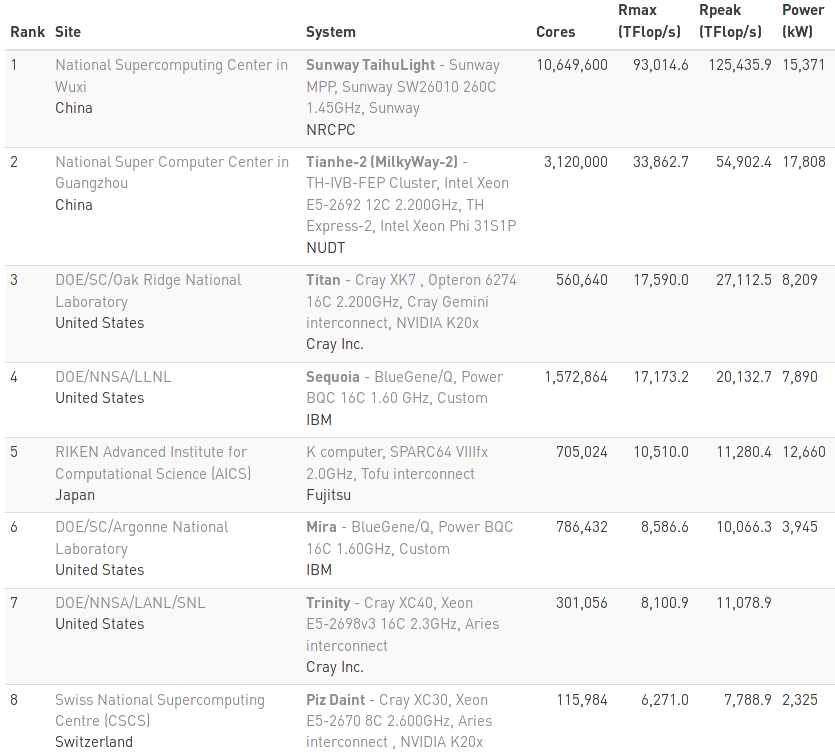 Rank Site System Cores Rmax (TFlop/s) Rpeak (TFlop/s) Power (kW)
1 National Supercomputing Center in Sunway TaihuLight - Sunway 10,649,600 93,014.6 125,435.9 15,371
Wuxi MPP, Sunway SW26010 260C
China 1.45GHz, Sunway
NRCPC
2 National Super Computer Center in Tianhe-2 (MilkyWay-2) - 3,120,000 33,862.7 54,902.4 17,808
Guangzhou TH-IVB-FEP Cluster, Intel Xeon
China E5-2692 12C 2.200GHz, TH
Express-2, Intel Xeon Phi 31S1P
NUDT
3 DOE/SC/Oak Ridge National Titan - Cray XK7 , Opteron 6274 560,640 17,590.0 27,112.5 8,209
Laboratory 16C 2.200GHz, Cray Gemini
United States interconnect, NVIDIA K20x
Cray Inc.
4 DOE/NNSA/LLNL Sequoia - BlueGene/Q, Power 1,572,864 17,173.2 20,132.7 7,890
United States BQC 16C 1.60 GHz, Custom
IBM
5 RIKEN Advanced Institute for K computer, SPARC64 VIIIfx 705,024 10,510.0 11,280.4 12,660
Computational Science (AICS) 2.0GHz, Tofu interconnect
Japan Fujitsu
6 DOE/SC/Argonne National Mira - BlueGene/Q, Power BQC 786,432 8,586.6 10,066.3 3,945
Laboratory 16C 1.60GHz, Custom
United States IBM
7 DOE/NNSA/LANL/SNL Trinity - Cray XC40, Xeon 301,056 8,100.9 11,078.9
United States E5-2698v3 16C 2.3GHz, Aries
interconnect
Cray Inc.
8 Swiss National Supercomputing Piz Daint - Cray XC30, Xeon 115,984 6,271.0 7,788.9 2,325
Centre (CSCS) E5-2670 8C 2.600GHz, Aries
Switzerland interconnect , NVIDIA K20x